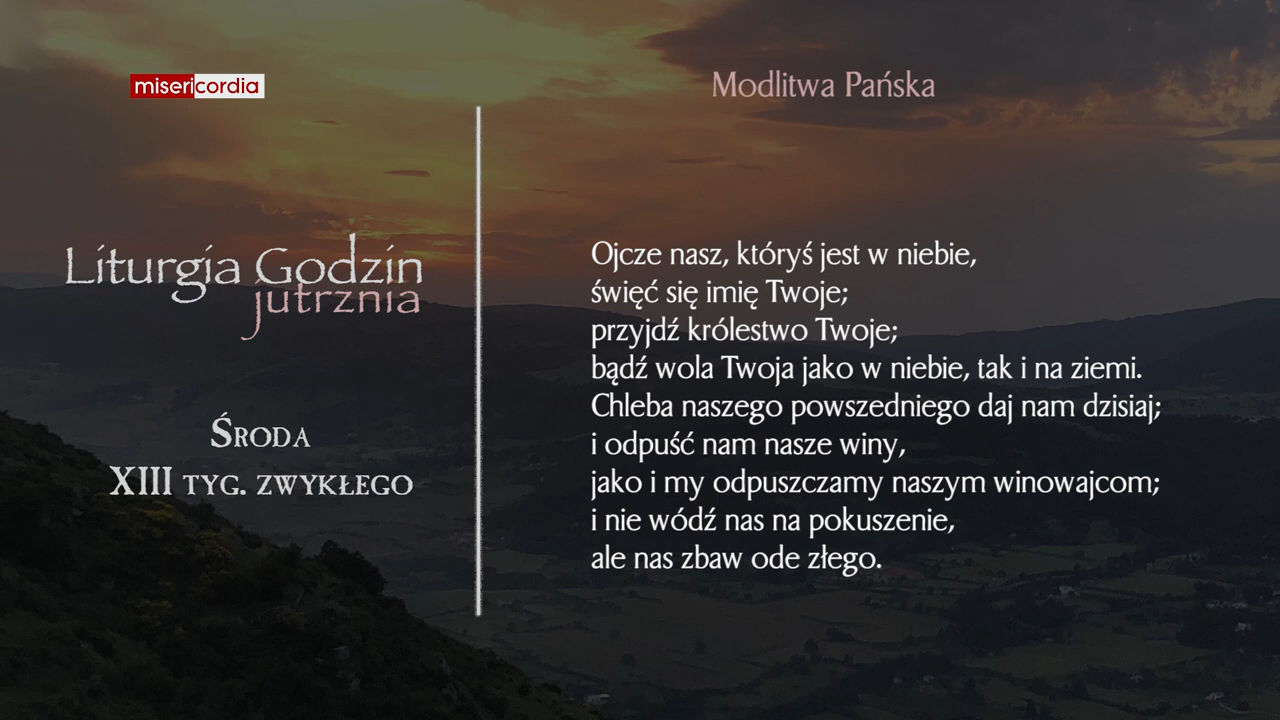 misericordia
Liturgia Godzin
jutrznia
Środa
XIII tyg. zwykłego
Modlitwa Pańska
Ojcze nasz, któryś jest w niebie,
święć się imię Twoje;
przyjdź królestwo Twoje;
bądź wola Twoja jako w niebie, tak i na ziemi.
Chleba naszego powszedniego daj nam dzisiaj;
i odpuść nam nasze winy,
jako i my odpuszczamy naszym winowajcom;
i nie wódź nas na pokuszenie,
ale nas zbaw ode złego.